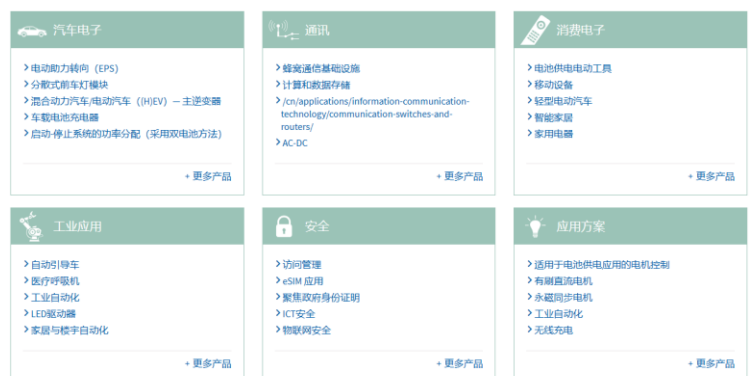 汽车电子
电动助力转向（EPS）
分散式前车灯模块
混合动力汽车/电动汽车（(H)EV）－主逆变器
车载电池充电器
启动-停止系统的功率分配（采用双电池方法）
+ 更多产品
通讯
蜂窝通信基础设施
计算和数据存储
/cn/applications/information-communication-
technology/communication-switches-and-
routers/
AC-DC
+ 更多产品
消费电子
电池供电电动工具
移动设备
轻型电动汽车
智能家居
家用电器
+ 更多产品
工业应用
自动引导车
医疗呼吸机
工业自动化
LED驱动器
家居与楼宇自动化
+ 更多产品
安全
访问管理
eSIM 应用
聚焦政府身份证明
ICT安全
物联网安全
+ 更多产品
应用方案
适用于电池供电应用的电机控制
有刷直流电机
永磁同步电机
工业自动化
无线充电
+ 更多产品